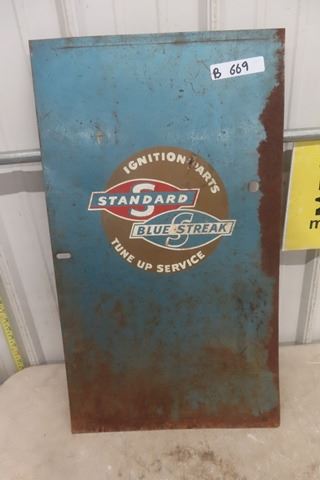 B 669
IGNITION PARTS
S
STANDARD
S
BLUE STREAK
TUNE UP SERVICE